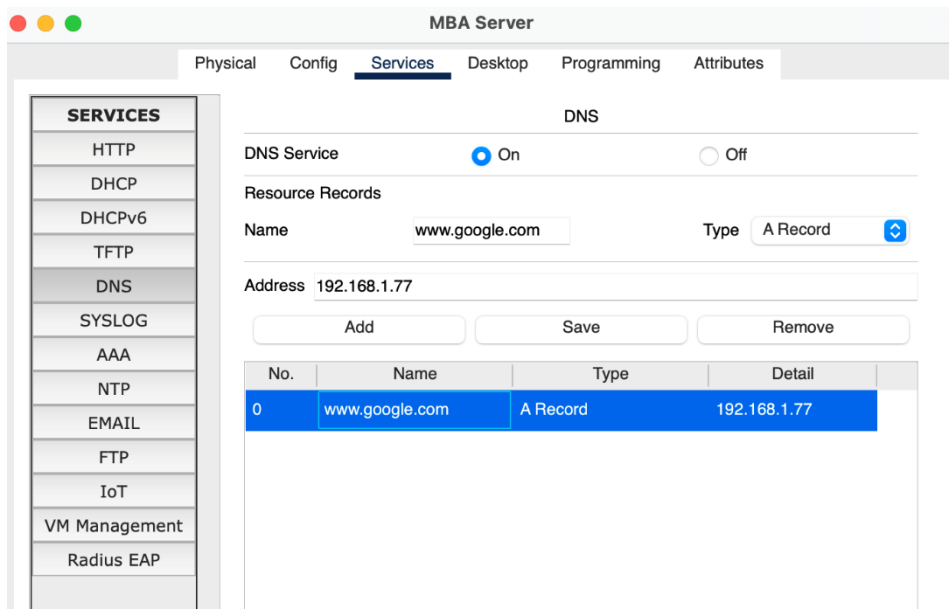 MBA Server
Physical Config Services Desktop Programming Attributes
SERVICES
HTTP
DHCP
DHCPv6
TFTP
DNS
SYSLOG
AAA
NTP
EMAIL
FTP
IoT
VM Management
Radius EAP
DNS
DNS Service On Off
Resource Records
Name www.google.com Type A Record
Address 192.168.1.77
Add Save Remove
No. Name Type Detail
0 www.google.com A Record 192.168.1.77